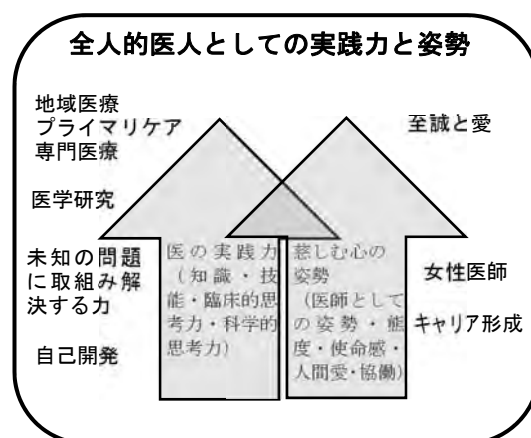 全人的医人としての実践力と姿勢
地域医療
プライマリケア
専門医療
医学研究
未知の問題
に取組み解
決する力
自己開発
医の実践力
（知識・技
能・臨床的思
考力・科学的
思考力）
慈しむ心の
姿勢
（医師として
の姿勢・態
度・使命感・
人間愛・協働）
至誠と愛
女性医師
キャリア形成